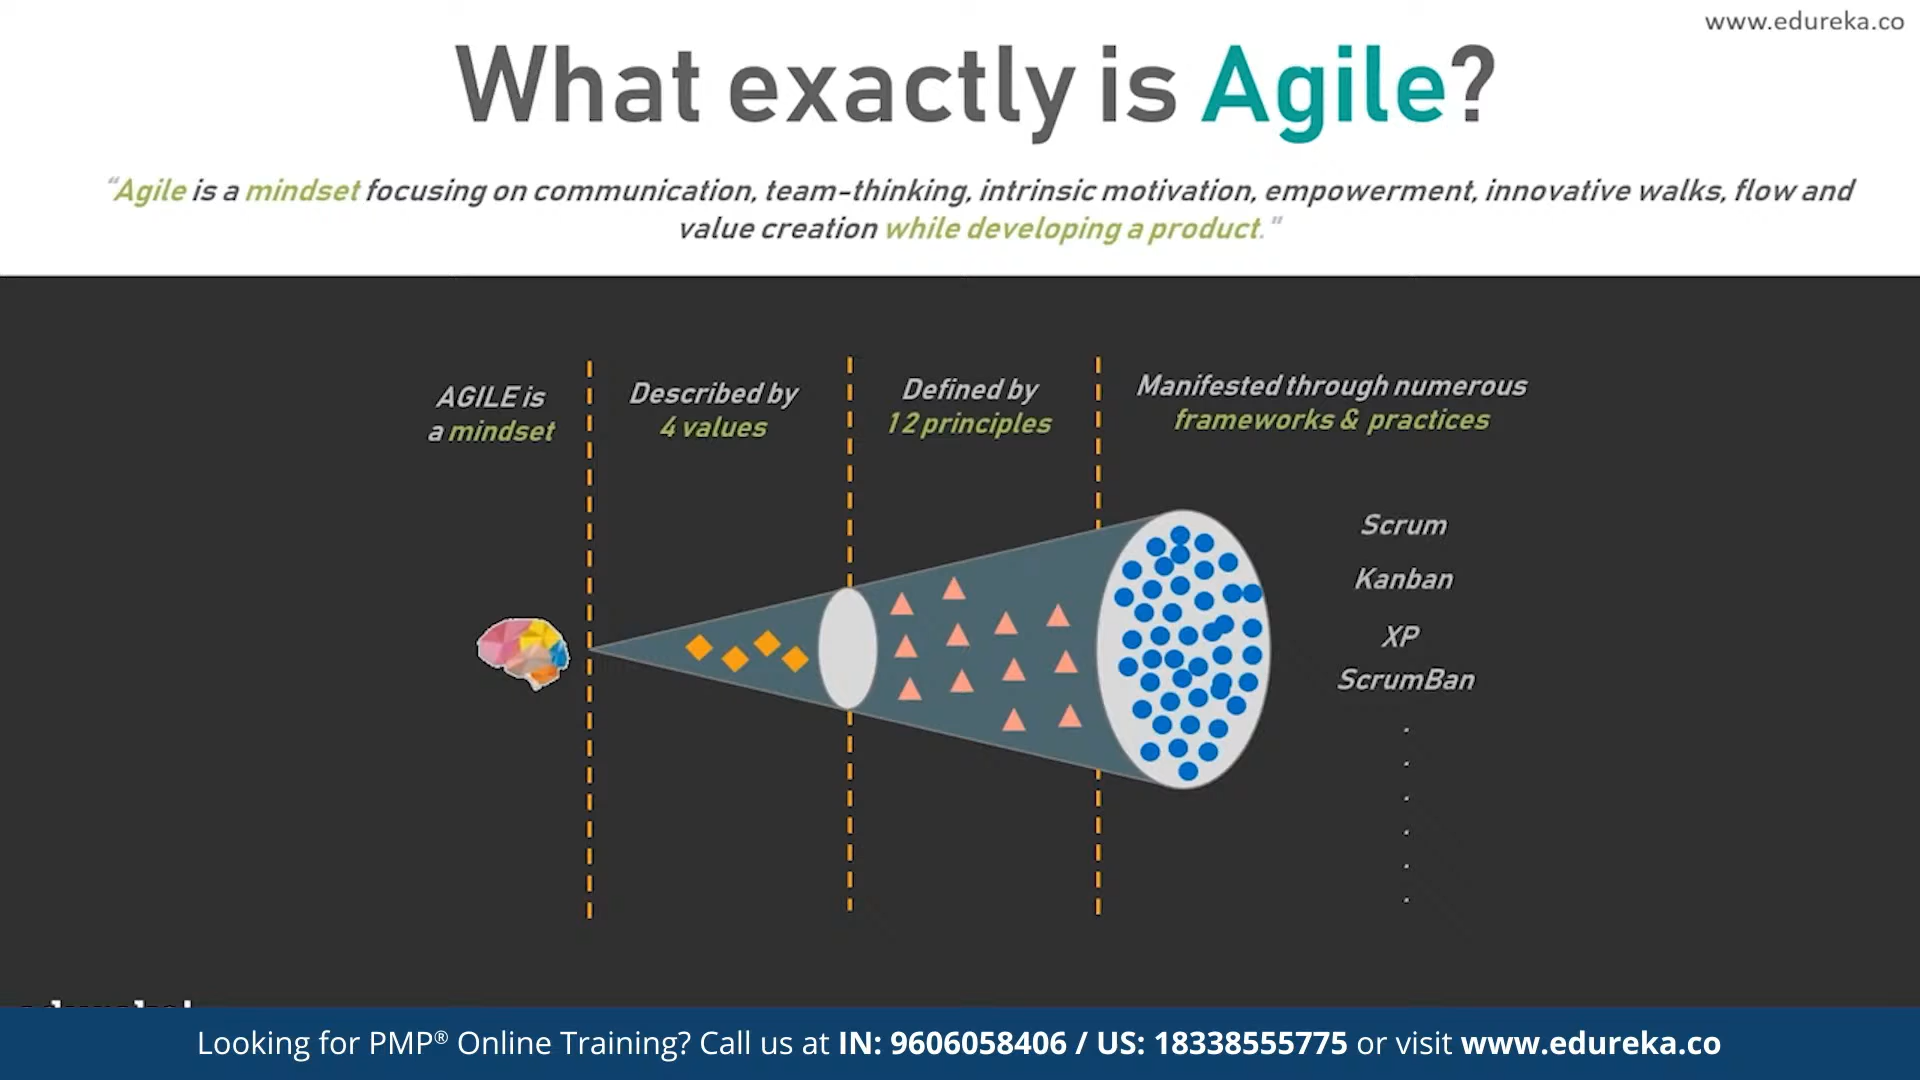 www.edureka.co
What exactly is Agile?
“Agile is a mindset focusing on communication, team-thinking, intrinsic motivation, empowerment, innovative walks, flow and
value creation while developing a product.”
AGILE is
a mindset
Described by
4 values
Defined by
12 principles
Manifested through numerous
frameworks & practices
Scrum
Kanban
XP
ScrumBan
.
.
.
.
.
.
Looking for PMP® Online Training? Call us at IN: 9606058406 / US: 18338555775 or visit www.edureka.co